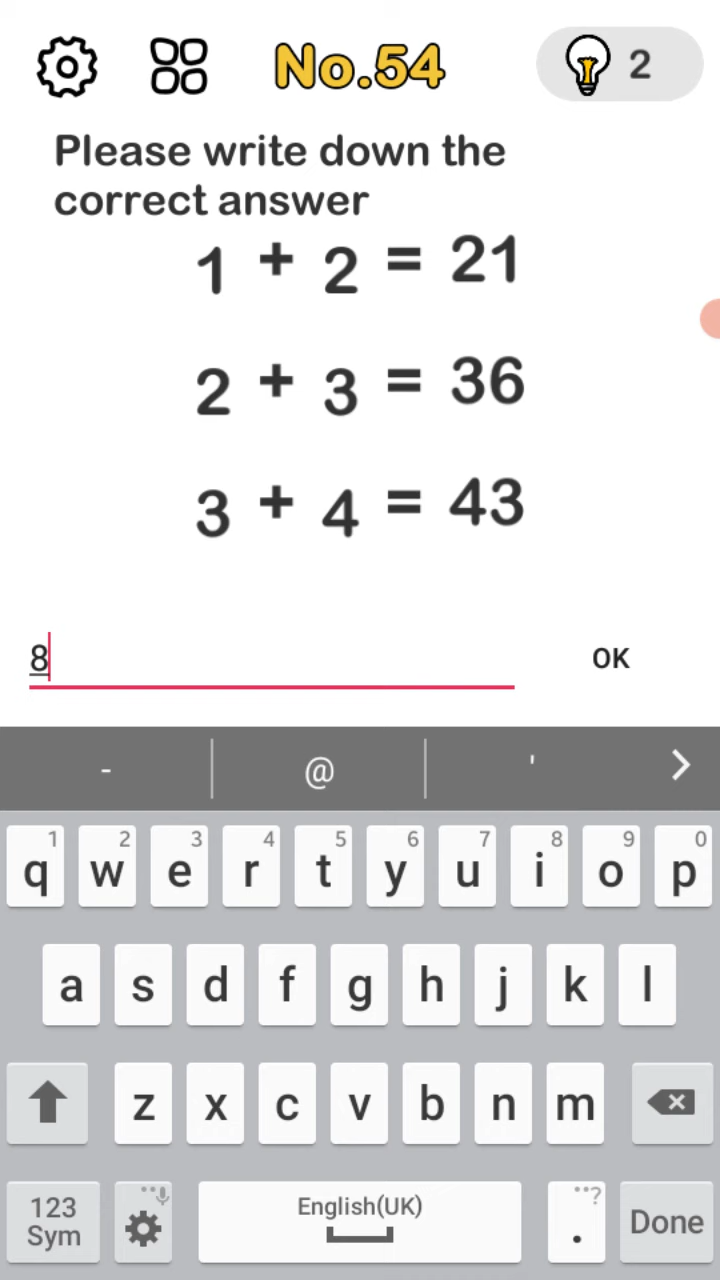 No.54
2
Please write down the
correct answer
1 + 2 = 21
2 + 3 = 36
3 + 4 = 43
8
OK
- @ '
1 2 3 4 5 6 7 8 9 0
q w e r t y u i o p
a s d f g h j k l
z x c v b n m
123
Sym
English(UK)
. ?
Done